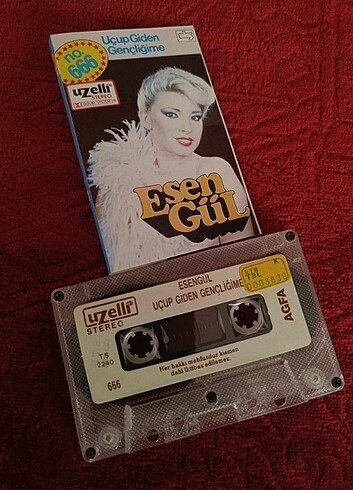 Uçup Giden
Gençliğime
no.
666
uzelli
STEREO
DOLBY SYSTEM
Esen
GÜL
uzelli
STEREO
ESENGÜL
UÇUP GİDEN GENÇLİĞİME
K
0003839
AGFA
T.S
2240
666
Her hakkı mahfuzdur kısmen
dahi iktibas edilemez.